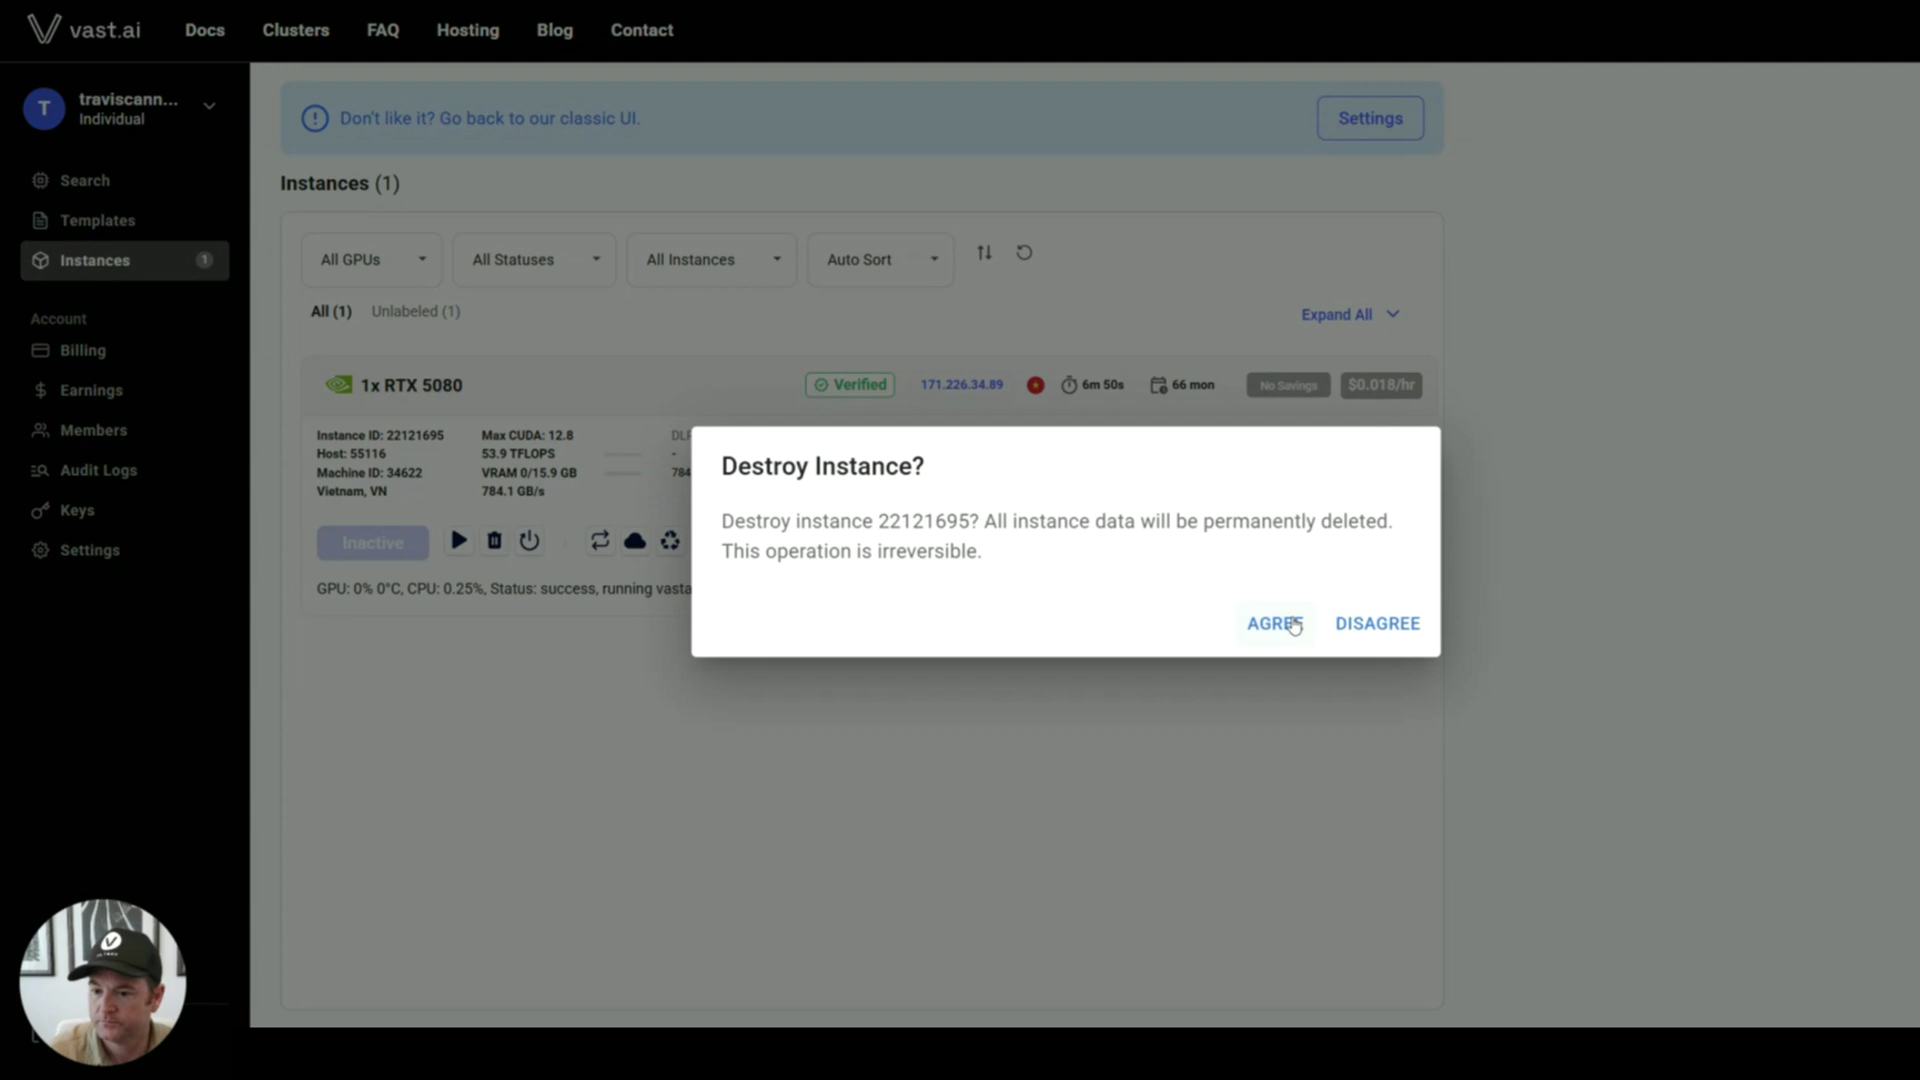 vast.ai
Docs
Clusters
FAQ
Hosting
Blog
Contact
T
traviscann...
Individual
Search
Templates
Instances
1
Account
Billing
Earnings
Members
Audit Logs
Keys
Settings
Don't like it? Go back to our classic UI.
Settings
Instances (1)
All GPUs
All Statuses
All Instances
Auto Sort
All (1)
Unlabeled (1)
Expand All
1x RTX 5080
Verified
171.226.34.89
6m 50s
66 mon
No Savings
$0.018/hr
Instance ID: 22121695
Host: 55116
Machine ID: 34622
Vietnam, VN
Max CUDA: 12.8
53.9 TFLOPS
VRAM 0/15.9 GB
784.1 GB/s
Inactive
GPU: 0% 0°C, CPU: 0.25%, Status: success, running vasta
Destroy Instance?
Destroy instance 22121695? All instance data will be permanently deleted.
This operation is irreversible.
AGREE
DISAGREE